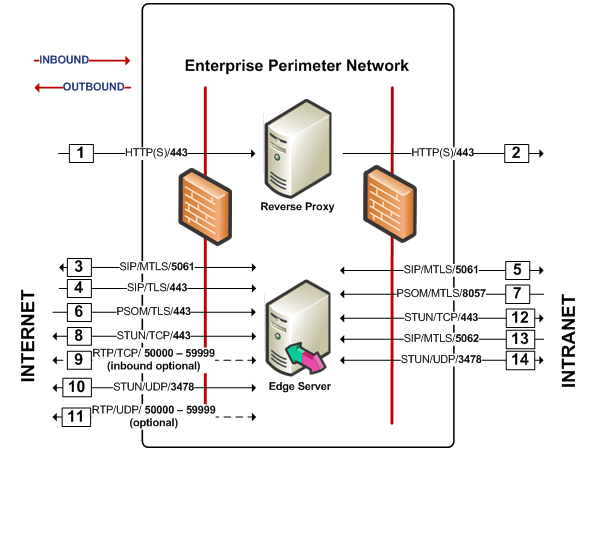 INBOUND
OUTBOUND
Enterprise Perimeter Network
1 HTTP(S)/443
HTTP(S)/443 2
Reverse Proxy
3 SIP/MTLS/5061
4 SIP/TLS/443
6 PSOM/TLS/443
8 STUN/TCP/443
9 RTP/TCP/ 50000 – 59999
(inbound optional)
10 STUN/UDP/3478
11 RTP/UDP/ 50000 – 59999
(optional)
SIP/MTLS/5061 5
PSOM/MTLS/8057 7
STUN/TCP/443 12
SIP/MTLS/5062 13
STUN/UDP/3478 14
Edge Server
INTERNET
INTRANET